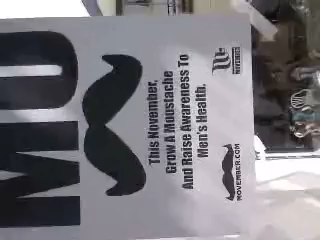 MO
This November,
Grow A Moustache
And Raise Awareness To
Men's Health.
MOVEMBER.COM